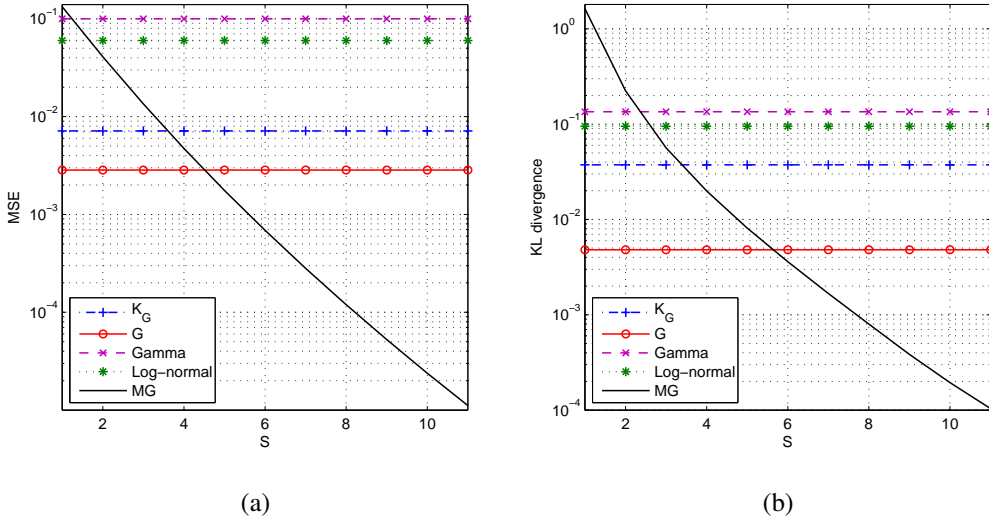 10^{-1}
10^{-2}
10^{-3}
10^{-4}
MSE
2 4 6 8 10
S
K_G
G
Gamma
Log-normal
MG
(a)
10^0
10^{-1}
10^{-2}
10^{-3}
10^{-4}
KL divergence
2 4 6 8 10
S
K_G
G
Gamma
Log-normal
MG
(b)